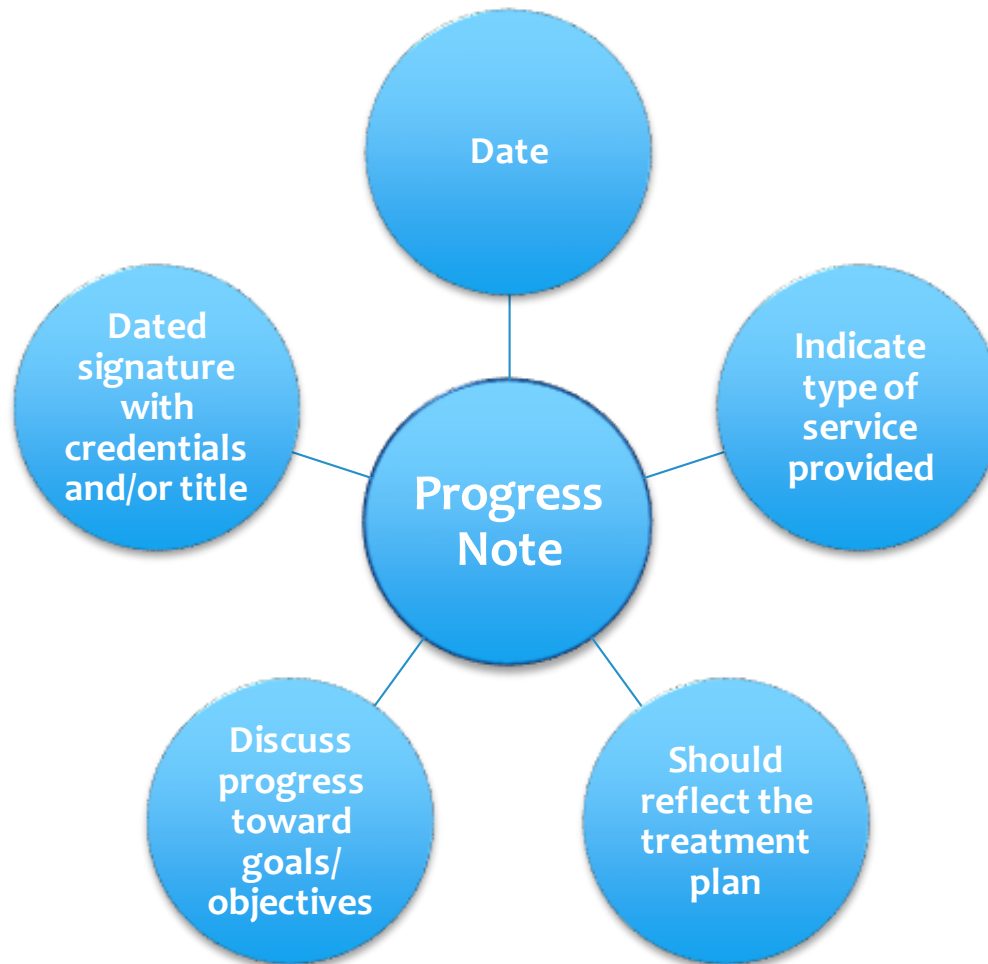 Date
Dated
signature
with
credentials
and/or title
Indicate
type of
service
provided
Progress
Note
Discuss
progress
toward
goals/
objectives
Should
reflect the
treatment
plan